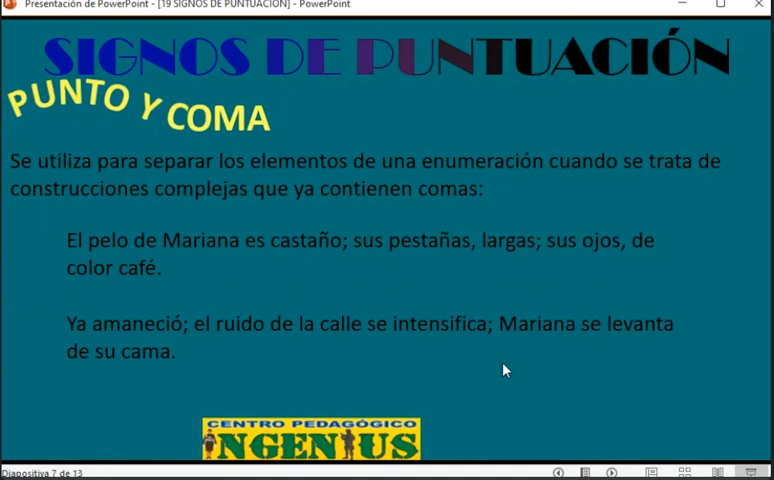 Presentación de PowerPoint - [19 SIGNOS DE PUNTUACION] - PowerPoint
SIGNOS DE PUNTUACIÓN
PUNTO Y COMA
Se utiliza para separar los elementos de una enumeración cuando se trata de
construcciones complejas que ya contienen comas:
El pelo de Mariana es castaño; sus pestañas, largas; sus ojos, de
color café.
Ya amaneció; el ruido de la calle se intensifica; Mariana se levanta
de su cama.
CENTRO PEDAGÓGICO
INGENIUS
Diapositiva 7 de 13